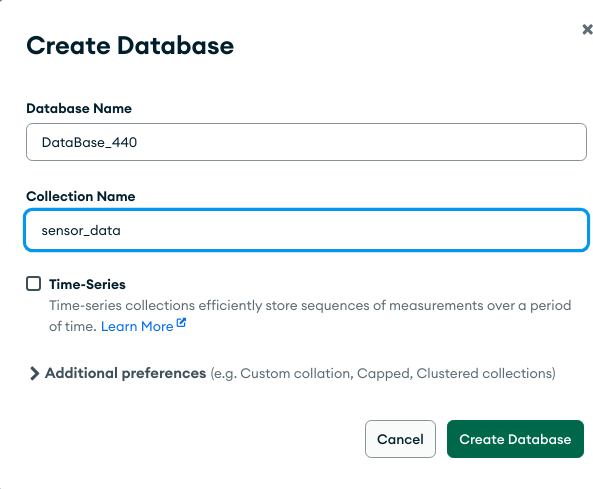 Create Database
Database Name
DataBase_440
Collection Name
sensor_data
Time-Series
Time-series collections efficiently store sequences of measurements over a period
of time. Learn More
Additional preferences (e.g. Custom collation, Capped, Clustered collections)
Cancel Create Database